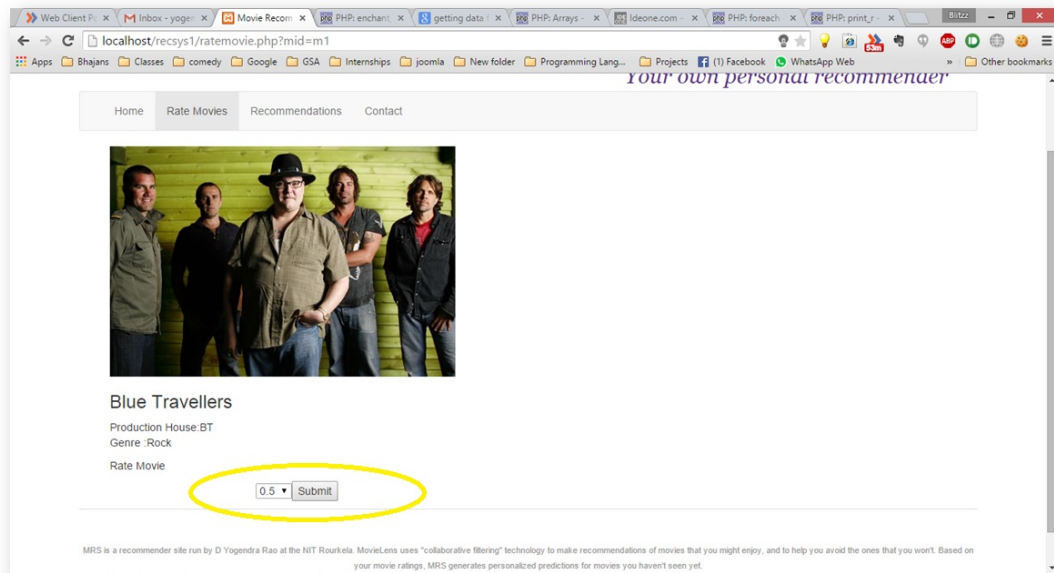 Web Client Po
Inbox - yoger
Movie Recom
PHP: enchant
getting data f
PHP: Arrays -
Ideone.com -
PHP: foreach
PHP: print_r -
Blitzz
localhost/recsys1/ratemovie.php?mid=m1
53m
ABP
Apps Bhajans Classes comedy Google GSA Internships joomla New folder Programming Lang... Projects (1) Facebook WhatsApp Web » Other bookmarks
Your own personal recommender
Home Rate Movies Recommendations Contact
Blue Travellers
Production House:BT
Genre :Rock
Rate Movie
0.5 Submit
MRS is a recommender site run by D Yogendra Rao at the NIT Rourkela. MovieLens uses "collaborative filtering" technology to make recommendations of movies that you might enjoy, and to help you avoid the ones that you won't. Based on
your movie ratings, MRS generates personalized predictions for movies you haven't seen yet.